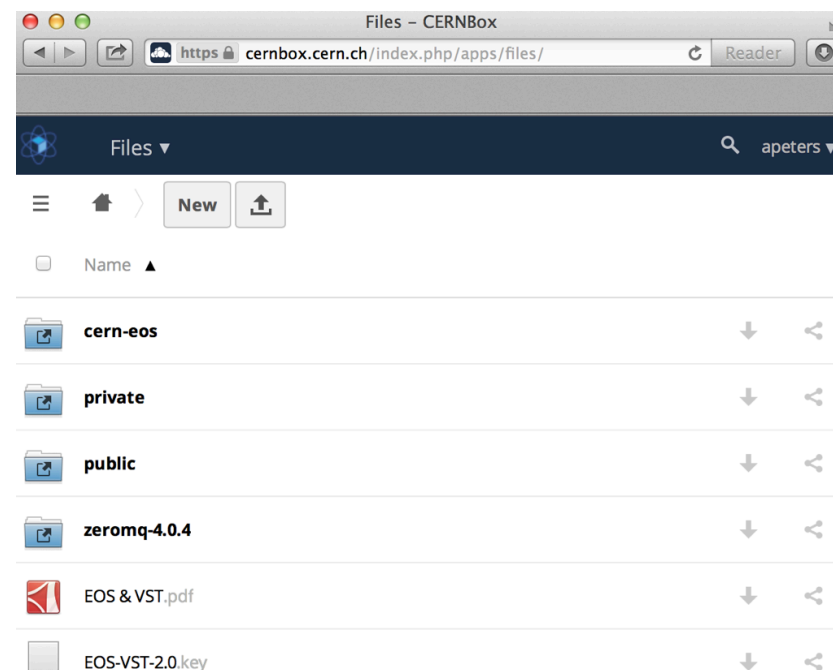 Files – CERNBox
https cernbox.cern.ch/index.php/apps/files/ Reader
Files ▾ apeters ▾
New
Name ▲
cern-eos
private
public
zeromq-4.0.4
EOS & VST.pdf
EOS-VST-2.0.key